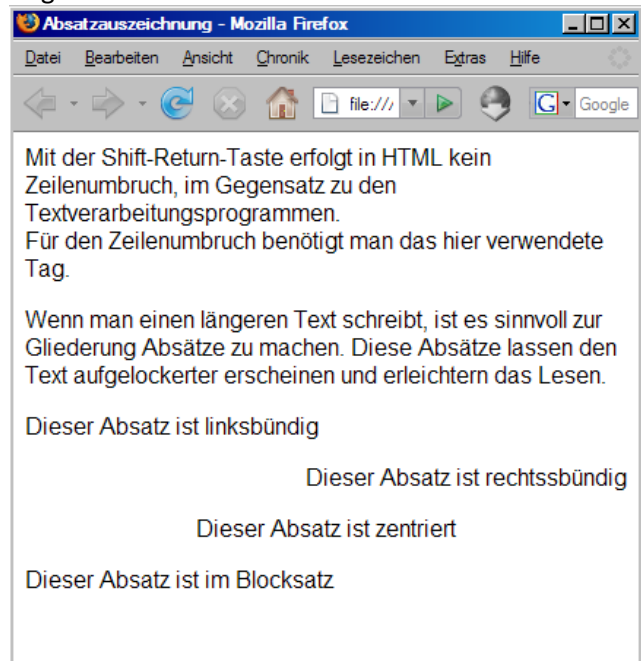 Absatzauszeichnung - Mozilla Firefox
Datei Bearbeiten Ansicht Chronik Lesezeichen Extras Hilfe
file:/// G Google
Mit der Shift-Return-Taste erfolgt in HTML kein
Zeilenumbruch, im Gegensatz zu den
Textverarbeitungsprogrammen.
Für den Zeilenumbruch benötigt man das hier verwendete
Tag.
Wenn man einen längeren Text schreibt, ist es sinnvoll zur
Gliederung Absätze zu machen. Diese Absätze lassen den
Text aufgelockerter erscheinen und erleichtern das Lesen.
Dieser Absatz ist linksbündig
Dieser Absatz ist rechtssbündig
Dieser Absatz ist zentriert
Dieser Absatz ist im Blocksatz